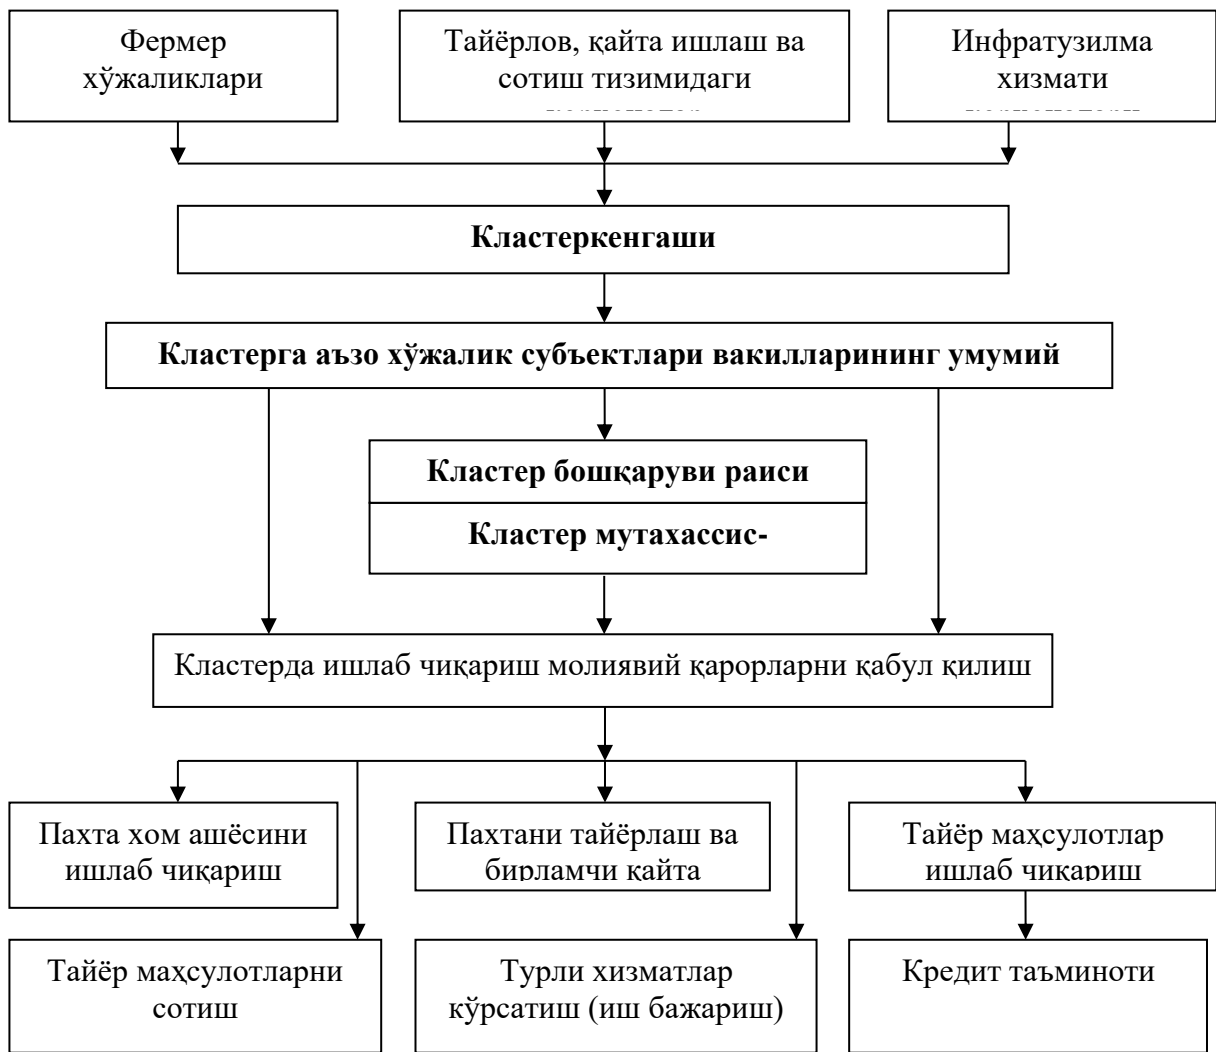 Фермер
хўжаликлари
Тайёрлов, қайта ишлаш ва
сотиш тизимидаги
Инфратузилма
хизмати
Кластеркенгаши
Кластерга аъзо хўжалик субъектлари вакилларининг умумий
Кластер бошқаруви раиси
Кластер мутахассис-
Кластерда ишлаб чиқариш молиявий қарорларни қабул қилиш
Пахта хом ашёсини
ишлаб чиқариш
Пахтани тайёрлаш ва
бирламчи қайта
Тайёр маҳсулотлар
ишлаб чиқариш
Тайёр маҳсулотларни
сотиш
Турли хизматлар
кўрсатиш (иш бажариш)
Кредит таъминоти